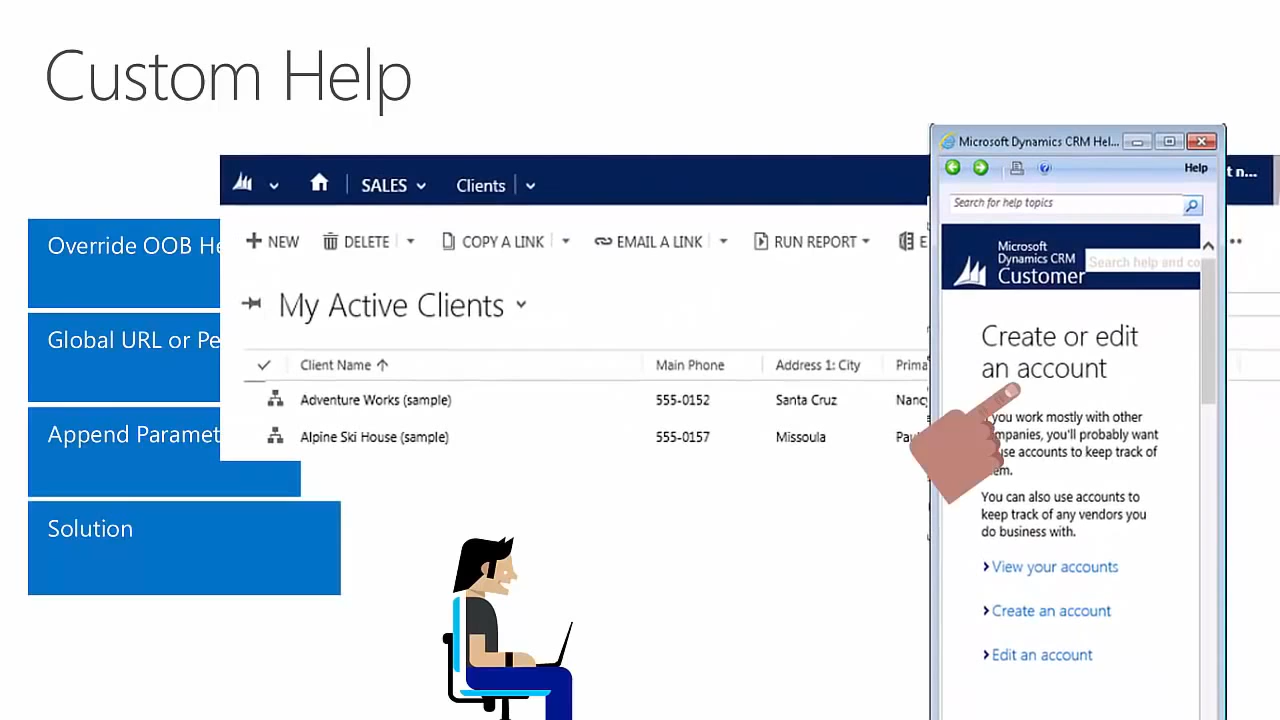 Custom Help
Override OOB He
Global URL or Pe
Append Paramet
Solution
SALES
Clients
NEW
DELETE
COPY A LINK
EMAIL A LINK
RUN REPORT
E
My Active Clients
Client Name
Main Phone
Address 1: City
Prima
Adventure Works (sample)
555-0152
Santa Cruz
Nanc
Alpine Ski House (sample)
555-0157
Missoula
Pau
Microsoft Dynamics CRM Hel...
Help
t n...
Search for help topics
Microsoft
Dynamics CRM
Customer
Search help and co
Create or edit
an account
you work mostly with other
mpanies, you'll probably want
use accounts to keep track of
em.
You can also use accounts to
keep track of any vendors you
do business with.
View your accounts
Create an account
Edit an account